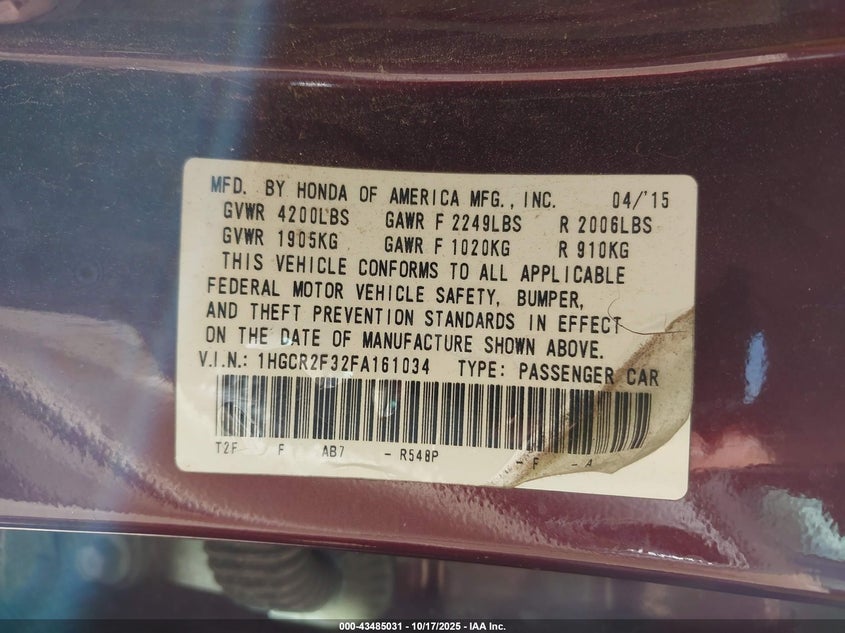 MFD. BY HONDA OF AMERICA MFG., INC. 04/'15
GVWR 4200LBS GAWR F 2249LBS R 2006LBS
GVWR 1905KG GAWR F 1020KG R 910KG
THIS VEHICLE CONFORMS TO ALL APPLICABLE
FEDERAL MOTOR VEHICLE SAFETY, BUMPER,
AND THEFT PREVENTION STANDARDS IN EFFECT
ON THE DATE OF MANUFACTURE SHOWN ABOVE.
V.I.N.: 1HGCR2F32FA161034 TYPE: PASSENGER CAR
T2F F AB7 - R548P - F - A
000-43485031 - 10/17/2025 - IAA Inc.